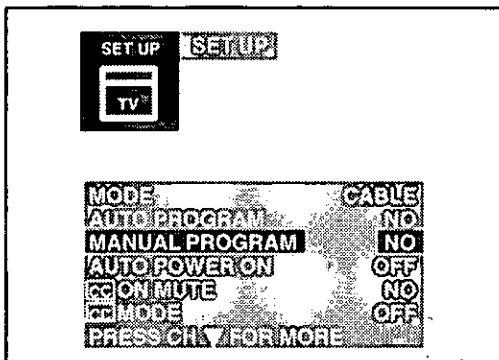 SET UP SET UP
TV
MODE CABLE
AUTO PROGRAM NO
MANUAL PROGRAM NO
AUTO POWER ON OFF
CC ON MUTE NO
CC MODE OFF
PRESS CH ▼ FOR MORE